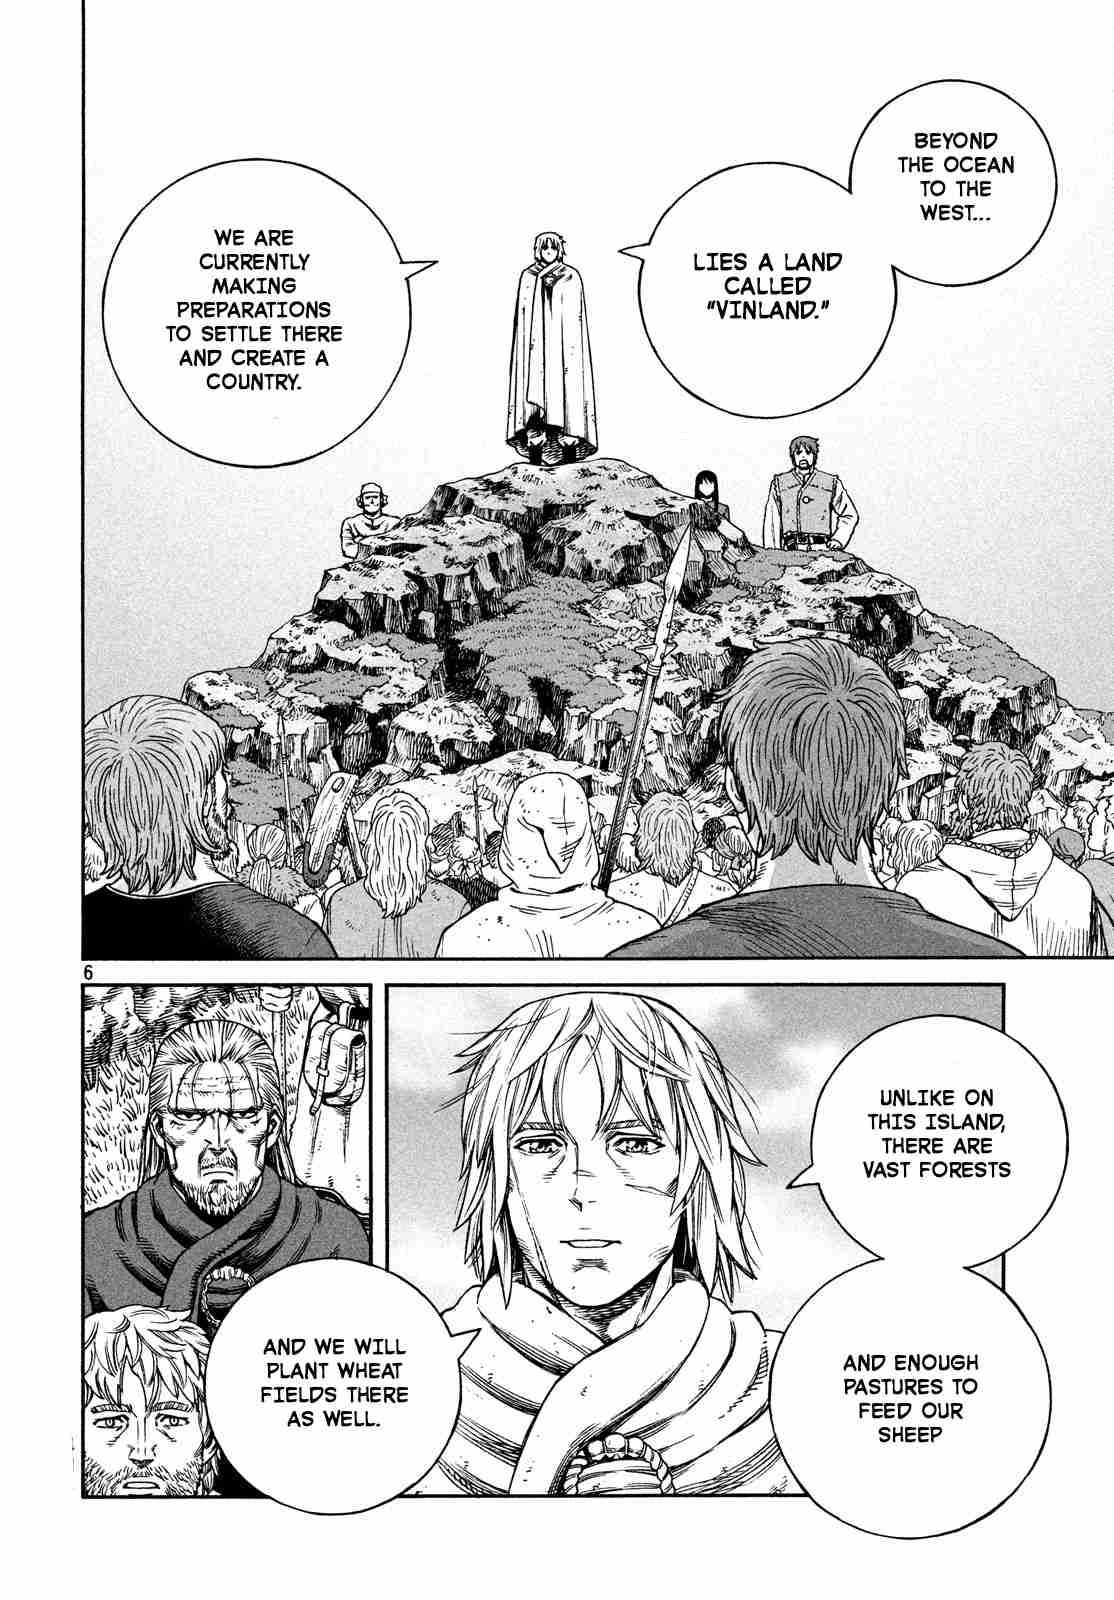 BEYOND
THE OCEAN
TO THE
WEST...
LIES A LAND
CALLED
"VINLAND."
WE ARE
CURRENTLY
MAKING
PREPARATIONS
TO SETTLE THERE
AND CREATE A
COUNTRY.
6
UNLIKE ON
THIS ISLAND,
THERE ARE
VAST FORESTS
AND ENOUGH
PASTURES TO
FEED OUR
SHEEP
AND WE WILL
PLANT WHEAT
FIELDS THERE
AS WELL.